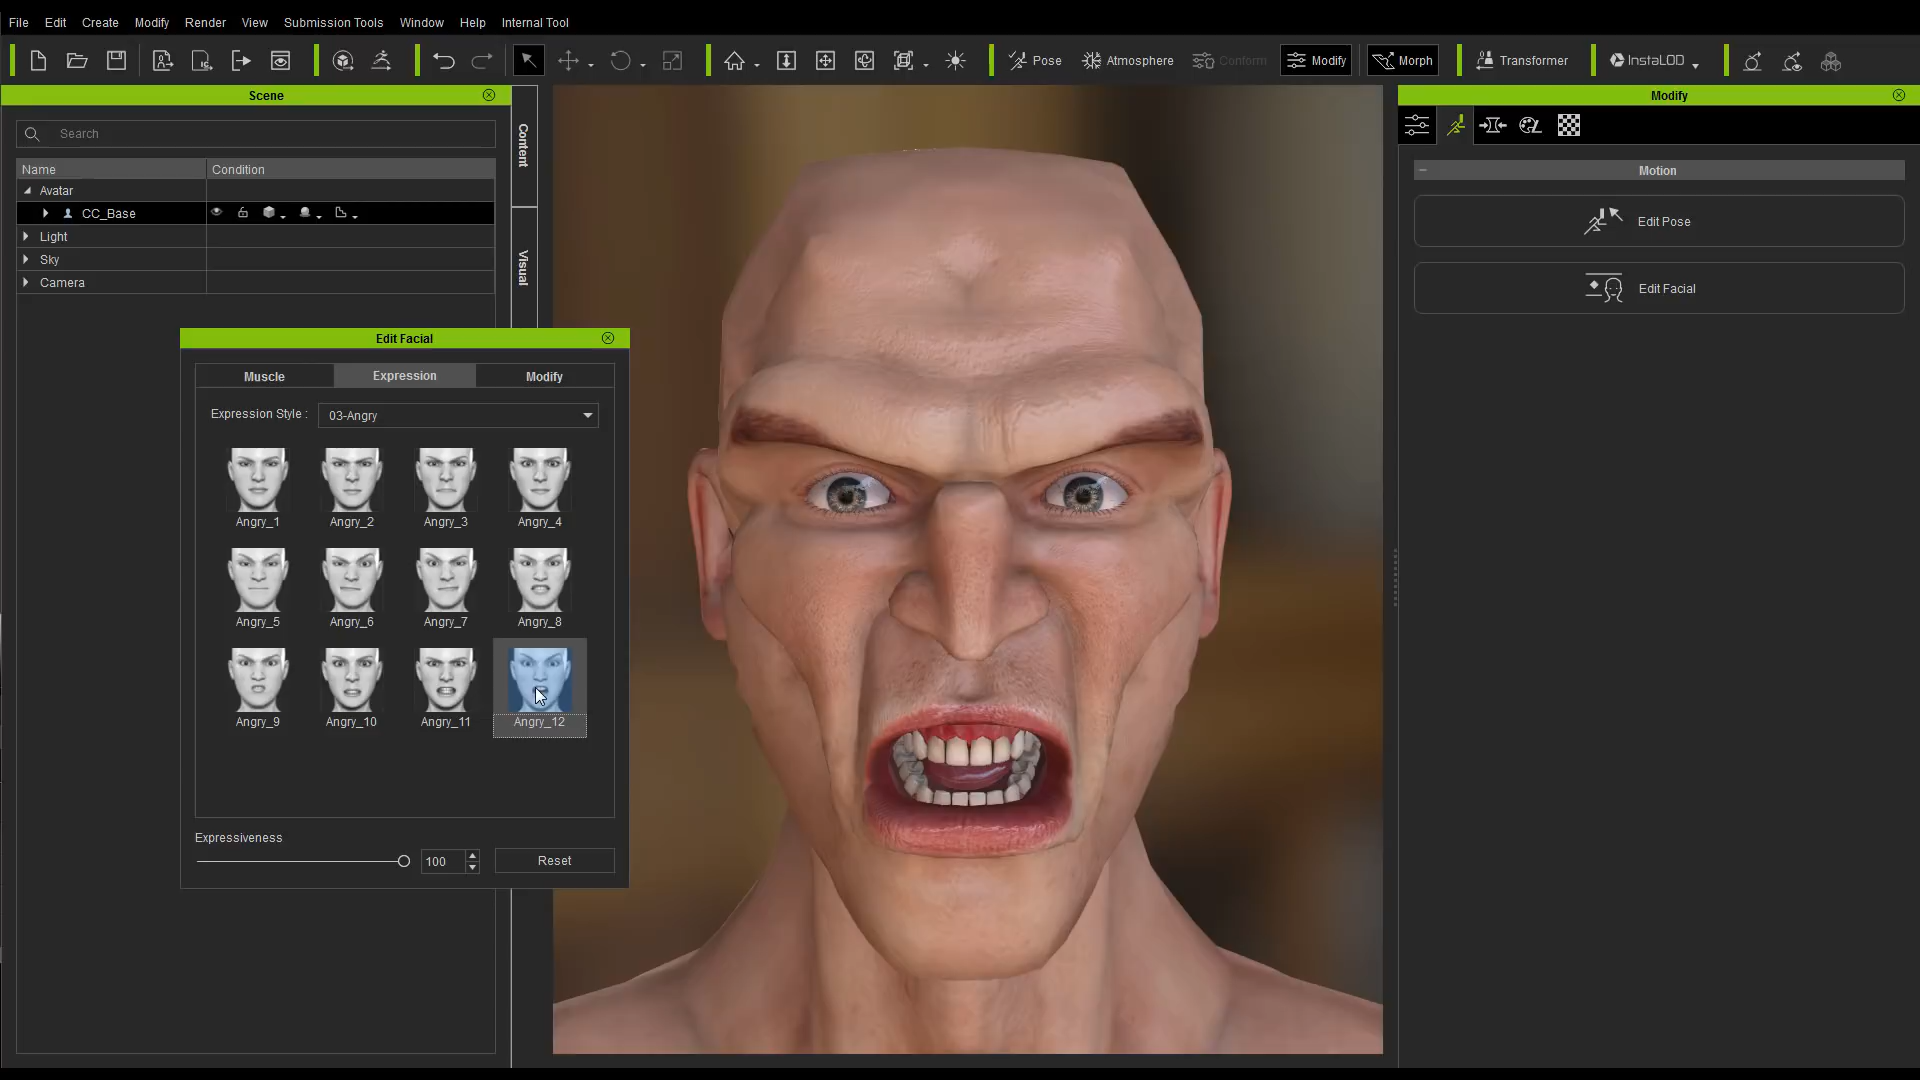 File Edit Create Modify Render View Submission Tools Window Help Internal Tool
Pose Atmosphere Conform Modify Morph Transformer InstaLOD
Scene
Search
Name Condition
Avatar
CC_Base
Light
Sky
Camera
Content
Visual
Edit Facial
Muscle Expression Modify
Expression Style : 03-Angry
Angry_1 Angry_2 Angry_3 Angry_4
Angry_5 Angry_6 Angry_7 Angry_8
Angry_9 Angry_10 Angry_11 Angry_12
Expressiveness
100 Reset
Modify
Motion
Edit Pose
Edit Facial